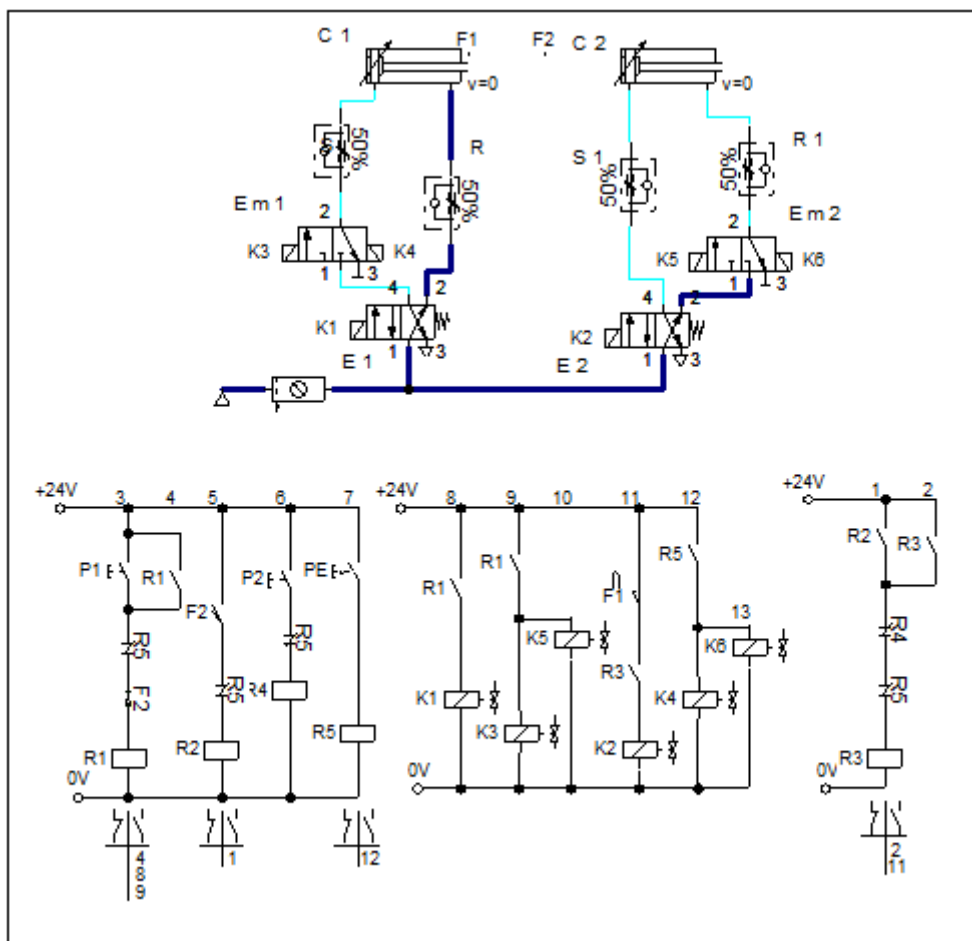 C 1 F1 F2 C 2
v=0 v=0
S 50% R S 1 50% R 1
50% 50%
E m 1 2 E m 2 2
K3 K4 K5 K6
1 3 1 3
4 2 4 2
K1 K2
1 3 1 3
E 1 E 2
+24V 3 4 5 6 7
P1 R1 P2 PE
F2
R5 R5
F2 R5 R4
R1 R2 R5
0V
4 1 12
8
9
+24V 8 9 10 11 12
R1 R1 F1 R5
13
K5 K6
R3
K1 K3 K2 K4
0V
+24V 1 2
R2 R3
R4
R5
R3
0V
2
11